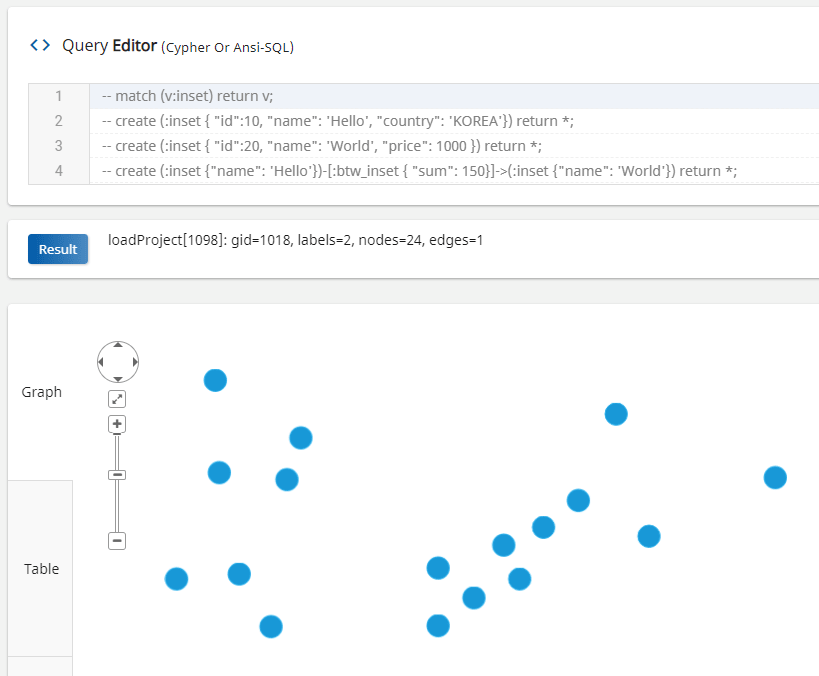 <> Query Editor (Cypher Or Ansi-SQL)
1 -- match (v:inset) return v;
2 -- create (:inset { "id":10, "name": 'Hello', "country": 'KOREA'}) return *;
3 -- create (:inset { "id":20, "name": 'World', "price": 1000 }) return *;
4 -- create (:inset {"name": 'Hello'})-[:btw_inset { "sum": 150}]->(:inset {"name": 'World'}) return *;
Result loadProject[1098]: gid=1018, labels=2, nodes=24, edges=1
Graph
Table